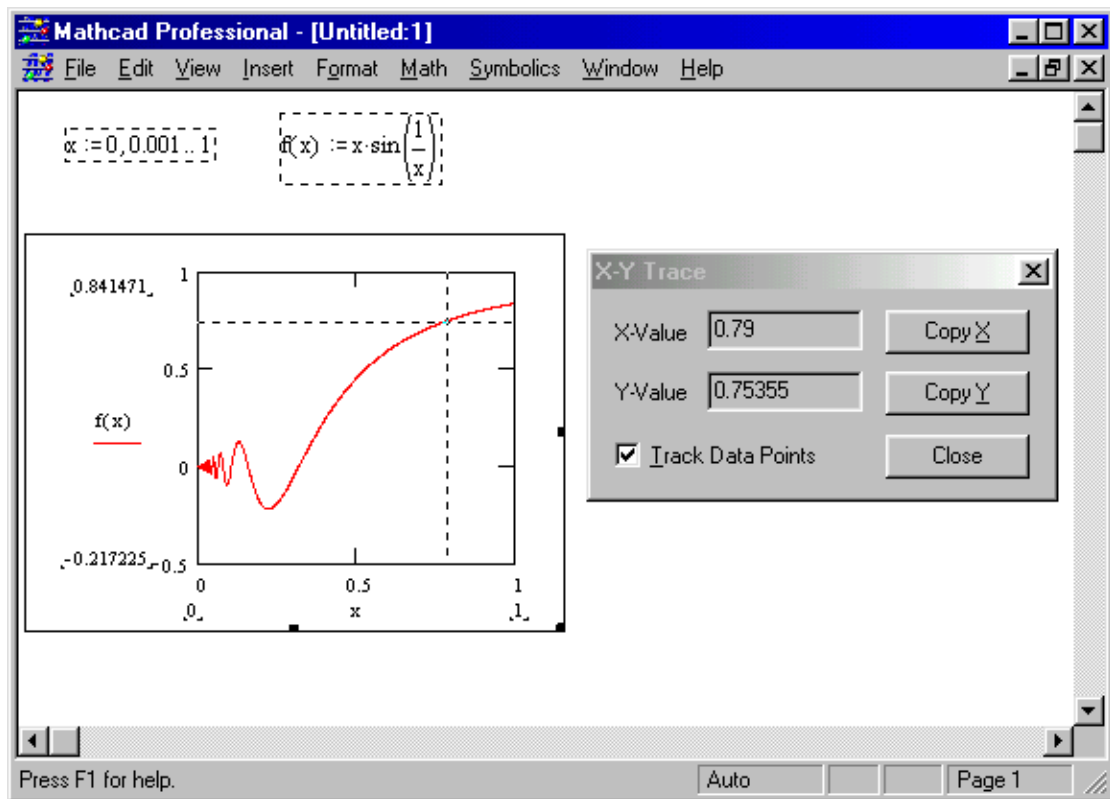 Mathcad Professional - [Untitled:1]
File Edit View Insert Format Math Symbolics Window Help
x := 0, 0.001 .. 1
f(x) := x·sin(1/x)
0.841471
1
0.5
f(x)
0
-0.217225
-0.5
0 0.5 1
0 x 1
X-Y Trace
X-Value 0.79 Copy X
Y-Value 0.75355 Copy Y
Track Data Points Close
Press F1 for help. Auto Page 1